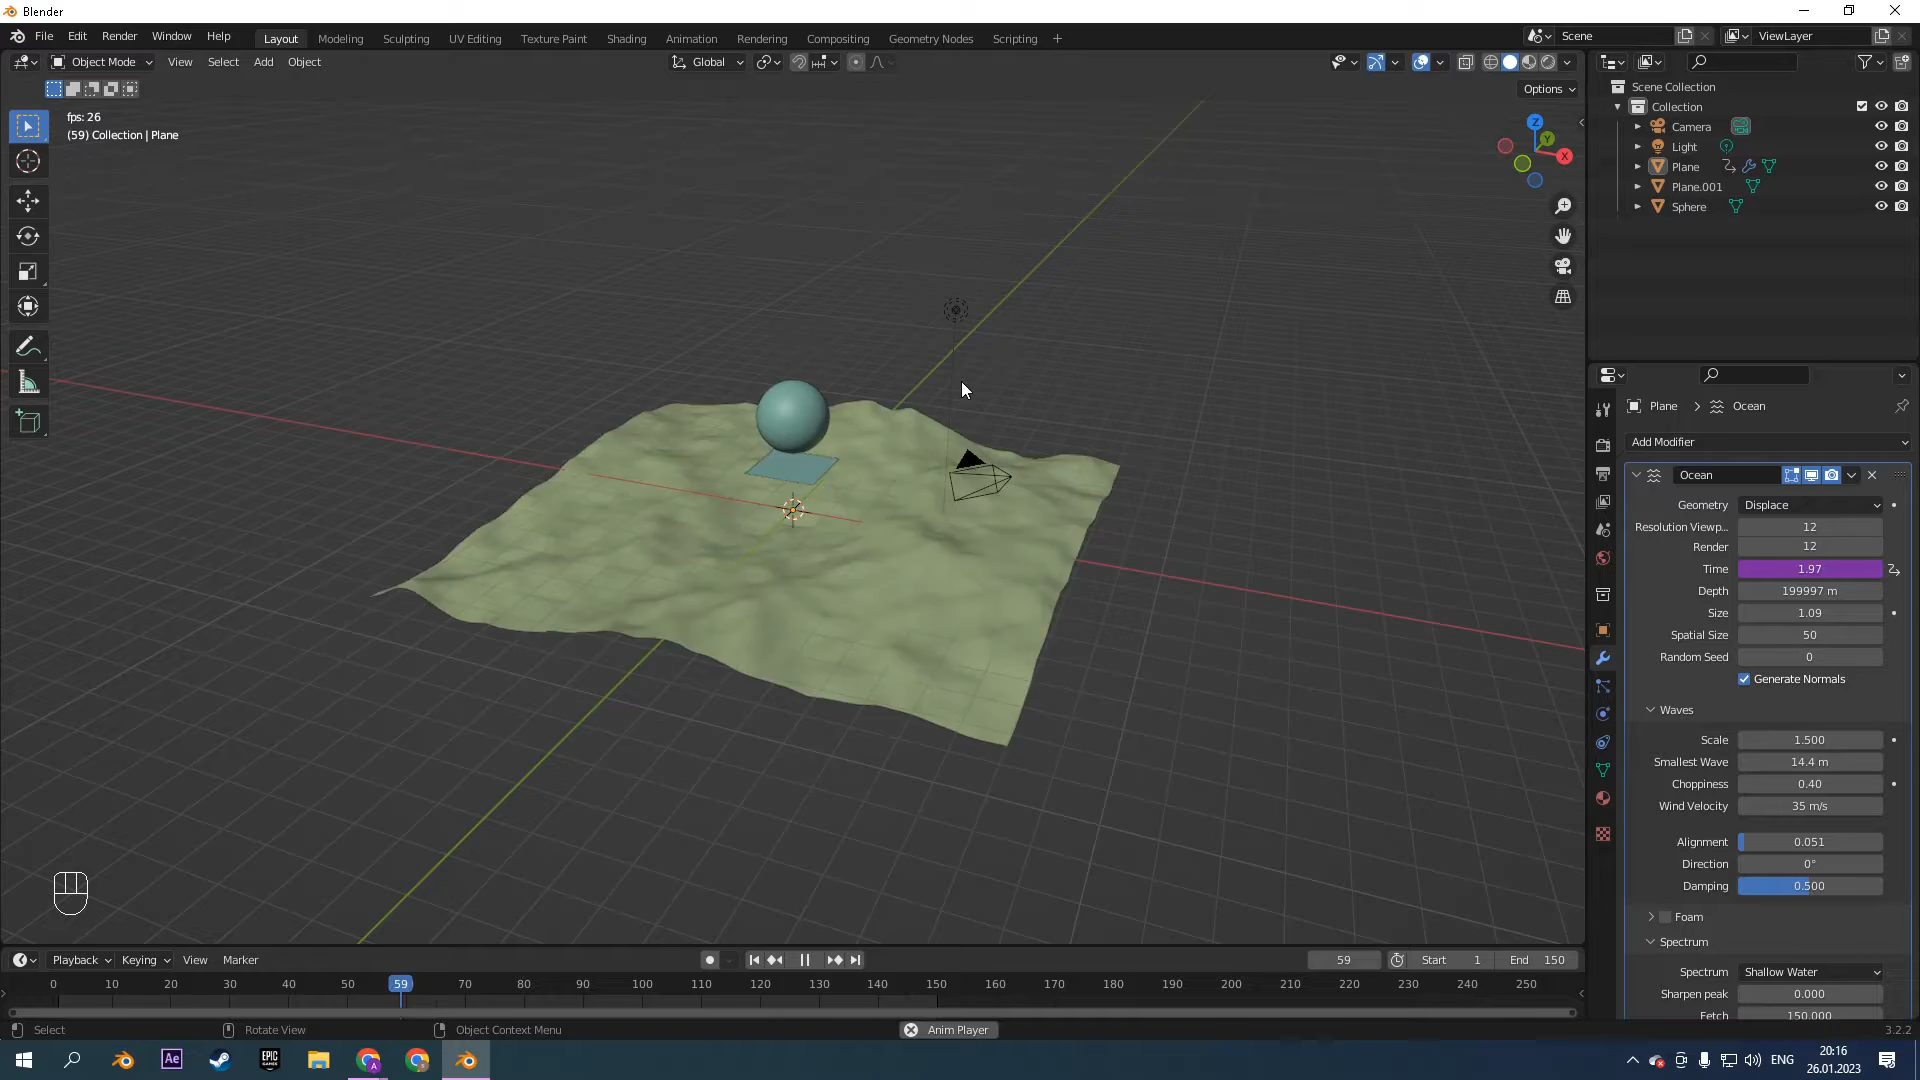 Blender
File Edit Render Window Help
Layout Modeling Sculpting UV Editing Texture Paint Shading Animation Rendering Compositing Geometry Nodes Scripting +
Scene
ViewLayer
Object Mode View Select Add Object
Global
Options
fps: 26
(59) Collection | Plane
Z
Y
X
Scene Collection
Collection
Camera
Light
Plane
Plane.001
Sphere
Plane > Ocean
Add Modifier
Ocean
Geometry Displace
Resolution Viewp... 12
Render 12
Time 1.97
Depth 199997 m
Size 1.09
Spatial Size 50
Random Seed 0
Generate Normals
Waves
Scale 1.500
Smallest Wave 14.4 m
Choppiness 0.40
Wind Velocity 35 m/s
Alignment 0.051
Direction 0°
Damping 0.500
Foam
Spectrum
Spectrum Shallow Water
Sharpen peak 0.000
Fetch 150.000
Playback Keying View Marker
59 Start 1 End 150
0 10 20 30 40 50 59 70 80 90 100 110 120 130 140 150 160 170 180 190 200 210 220 230 240 250
Select Rotate View Object Context Menu Anim Player 3.2.2
Ae
EPIC
GAMES
A
ENG
20:16
26.01.2023